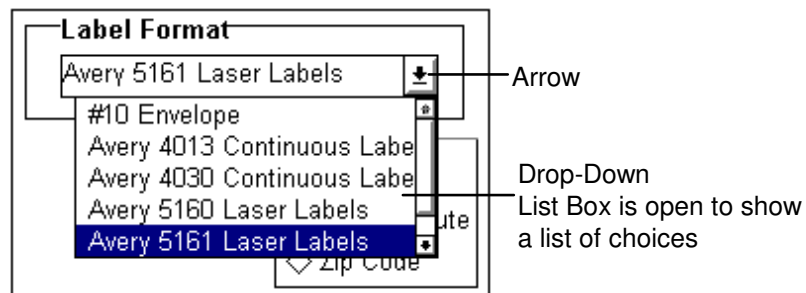 Label Format
Avery 5161 Laser Labels
Arrow
#10 Envelope
Avery 4013 Continuous Labe
Avery 4030 Continuous Labe
Avery 5160 Laser Labels
Avery 5161 Laser Labels
Drop-Down
List Box is open to show
a list of choices
ute
Zip Code